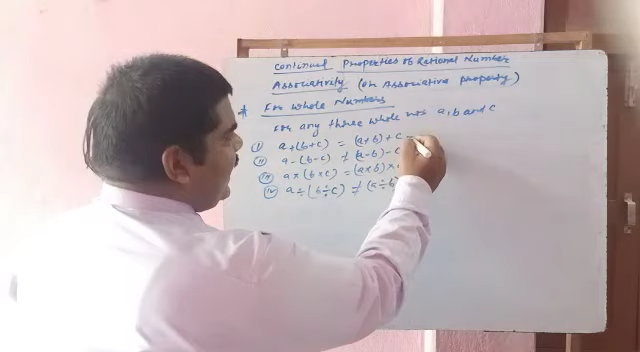 Continued Properties of Rational Number
Associativity (or Associative property)
* For whole Numbers
For any three whole nos a, b and c
(i) a+(b+c) = (a+b)+c =
(ii) a-(b-c) ≠ (a-b)-c
(iii) a×(b×c) = (a×b)×
(iv) a÷(b÷c) ≠ (a÷b)